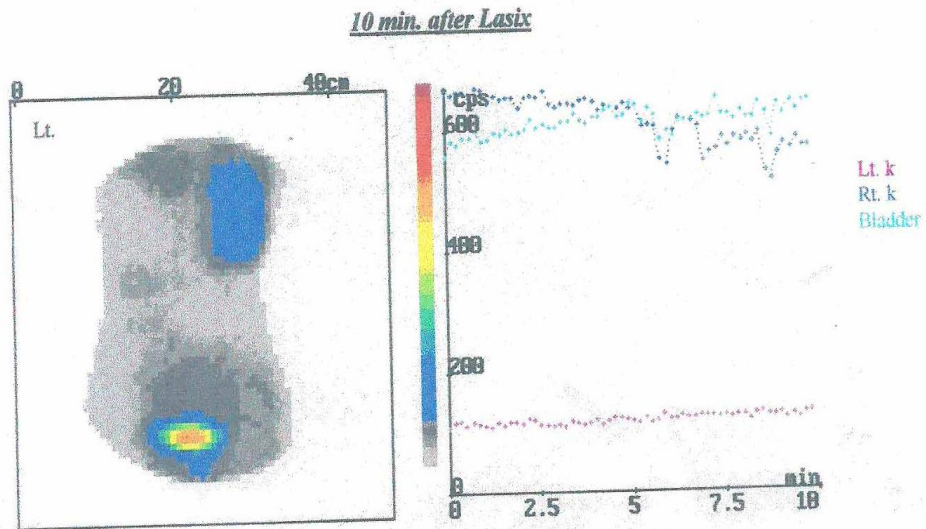 10 min. after Lasix
0 20 40cm
Lt.
cps
600
400
200
0
min
0 2.5 5 7.5 10
Lt. k
Rt. k
Bladder